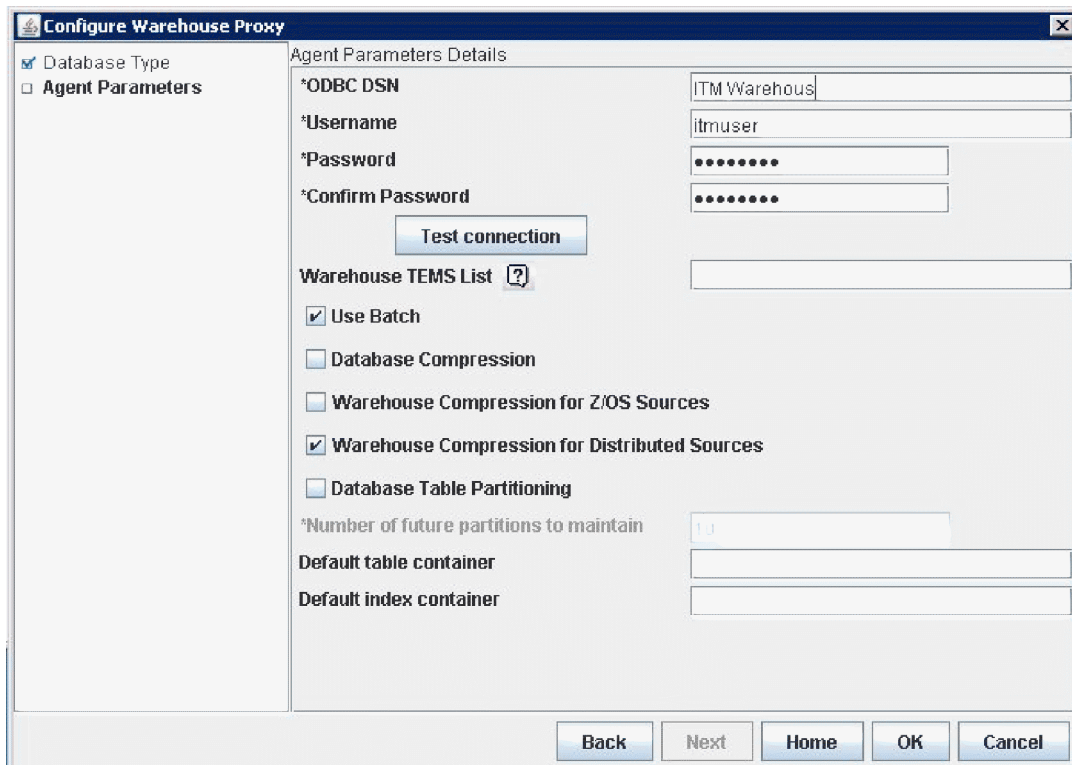 Configure Warehouse Proxy
Database Type
Agent Parameters
Agent Parameters Details
*ODBC DSN
ITM Warehous
*Username
itmuser
*Password
••••••••
*Confirm Password
••••••••
Test connection
Warehouse TEMS List ?
Use Batch
Database Compression
Warehouse Compression for Z/OS Sources
Warehouse Compression for Distributed Sources
Database Table Partitioning
*Number of future partitions to maintain
10
Default table container
Default index container
Back Next Home OK Cancel